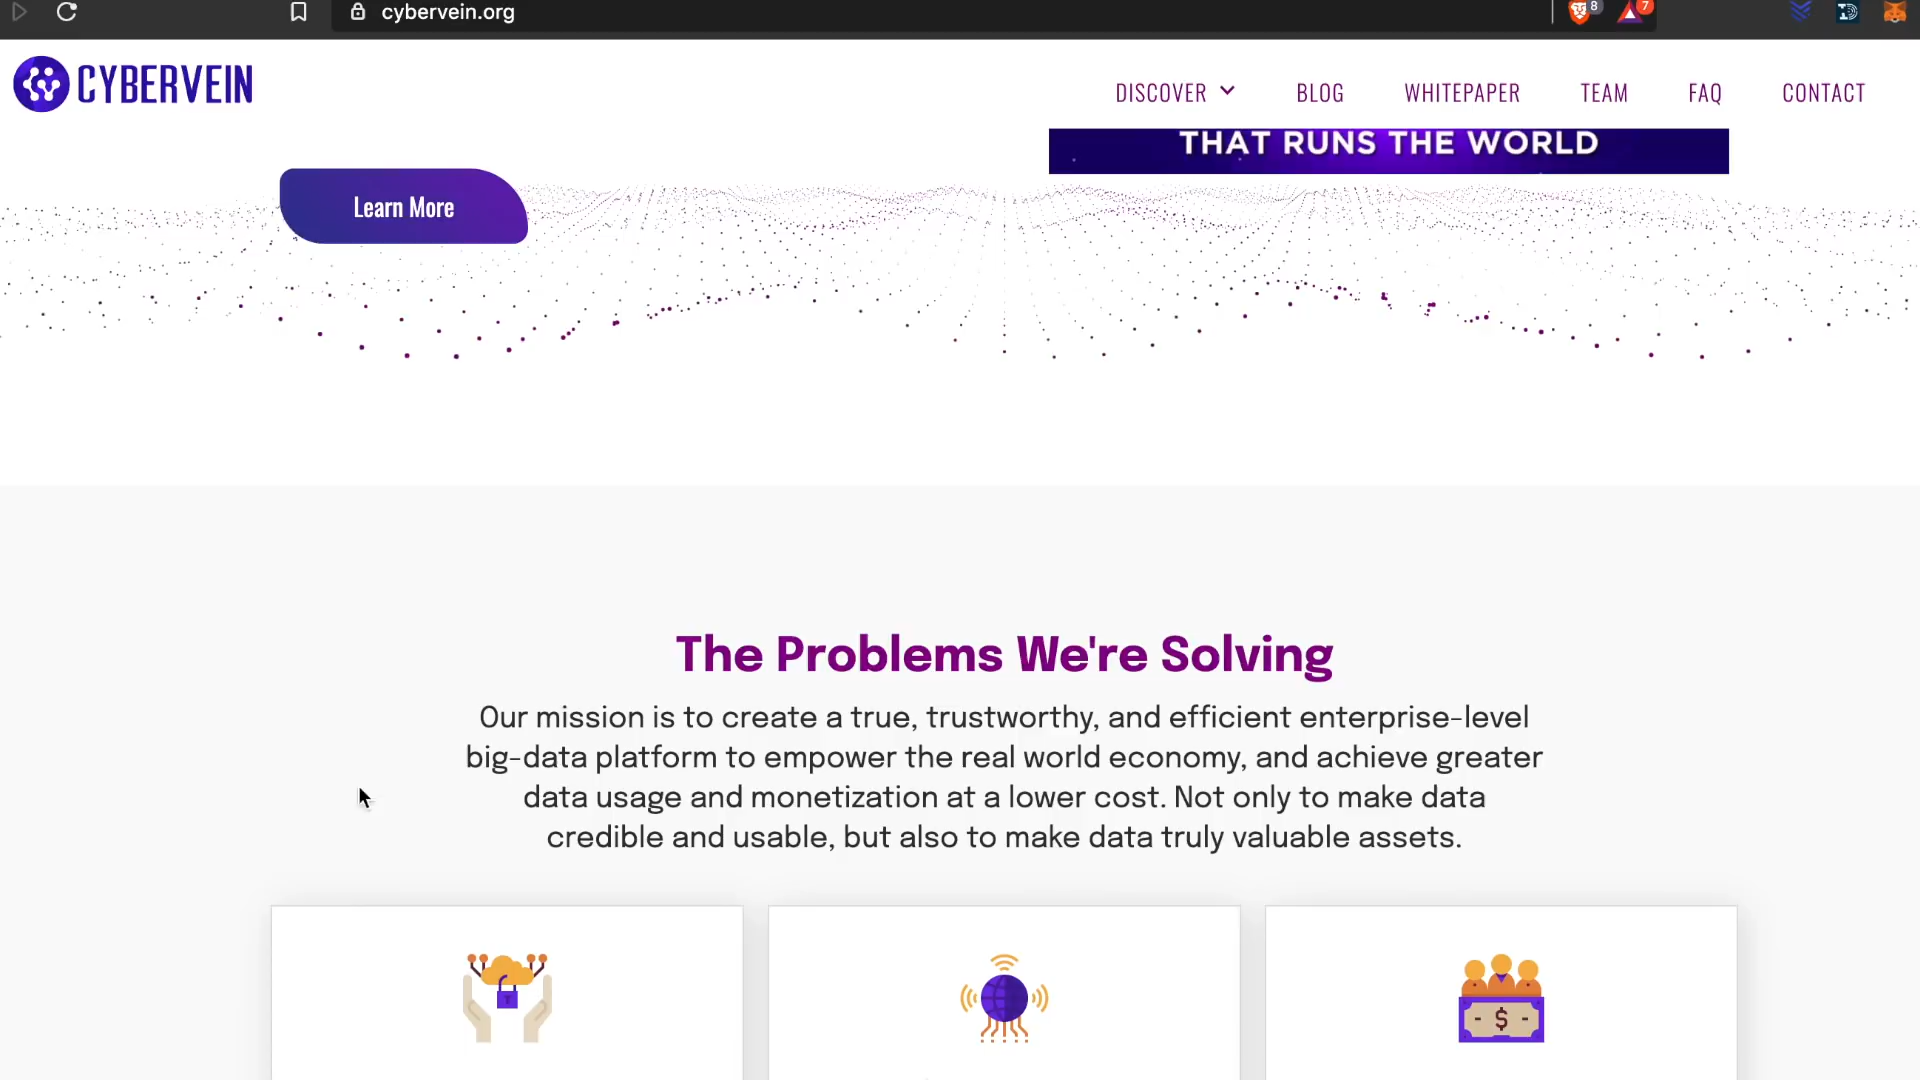 cybervein.org
8
7
CYBERVEIN
DISCOVER
BLOG
WHITEPAPER
TEAM
FAQ
CONTACT
THAT RUNS THE WORLD
Learn More
The Problems We're Solving
Our mission is to create a true, trustworthy, and efficient enterprise-level
big-data platform to empower the real world economy, and achieve greater
data usage and monetization at a lower cost. Not only to make data
credible and usable, but also to make data truly valuable assets.
$